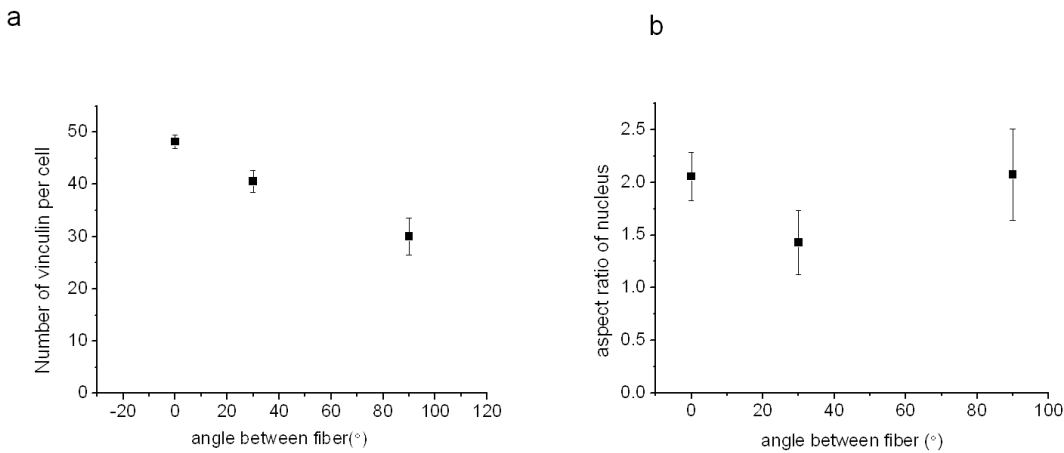 a
b
Number of vinculin per cell
50
40
30
20
10
0
-20 0 20 40 60 80 100 120
angle between fiber(°)
aspect ratio of nucleus
2.5
2.0
1.5
1.0
0.5
0.0
0 20 40 60 80 100
angle between fiber (°)